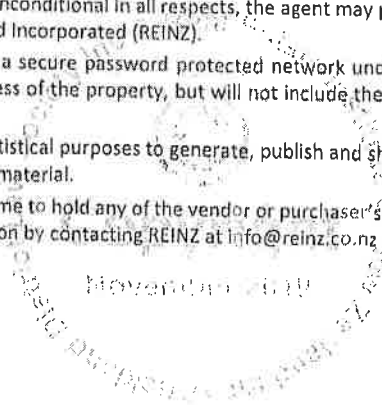 nconditional in all respects, the agent may p
d Incorporated (REINZ).
a secure password protected network und
ess of the property, but will not include the
tistical purposes to generate, publish and sh
material.
me to hold any of the vendor or purchaser's
on by contacting REINZ at info@reinz.co.nz